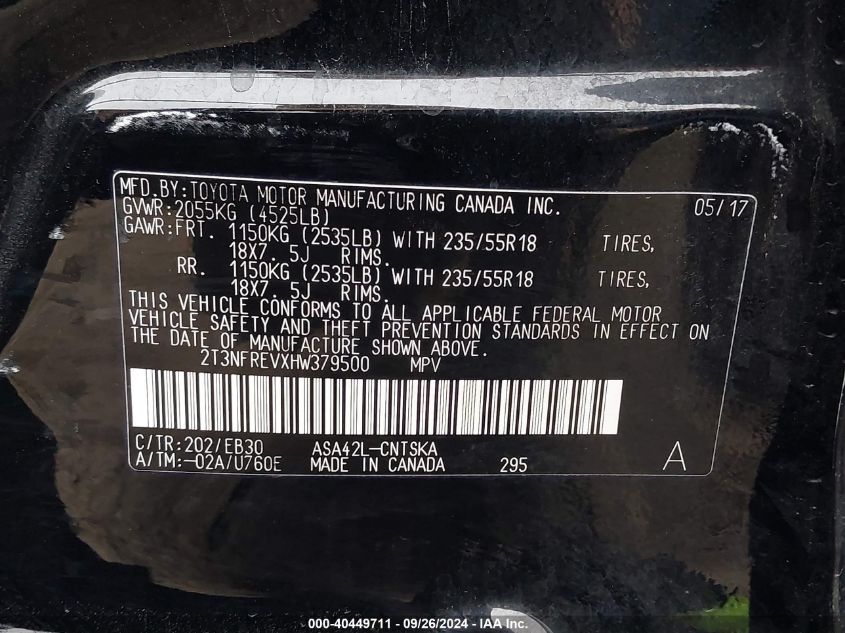 MFD.BY:TOYOTA MOTOR MANUFACTURING CANADA INC. 05/17
GVWR:2055KG (4525LB)
GAWR:FRT. 1150KG (2535LB) WITH 235/55R18 TIRES,
18X7. 5J RIMS.
RR. 1150KG (2535LB) WITH 235/55R18 TIRES,
18X7. 5J RIMS.
THIS VEHICLE CONFORMS TO ALL APPLICABLE FEDERAL MOTOR
VEHICLE SAFETY AND THEFT PREVENTION STANDARDS IN EFFECT ON
THE DATE OF MANUFACTURE SHOWN ABOVE.
2T3NFREVXHW379500 MPV
C/TR:202/EB30 ASA42L-CNTSKA
A/TM:-02A/U760E MADE IN CANADA 295 A
000-40449711 - 09/26/2024 - IAA Inc.